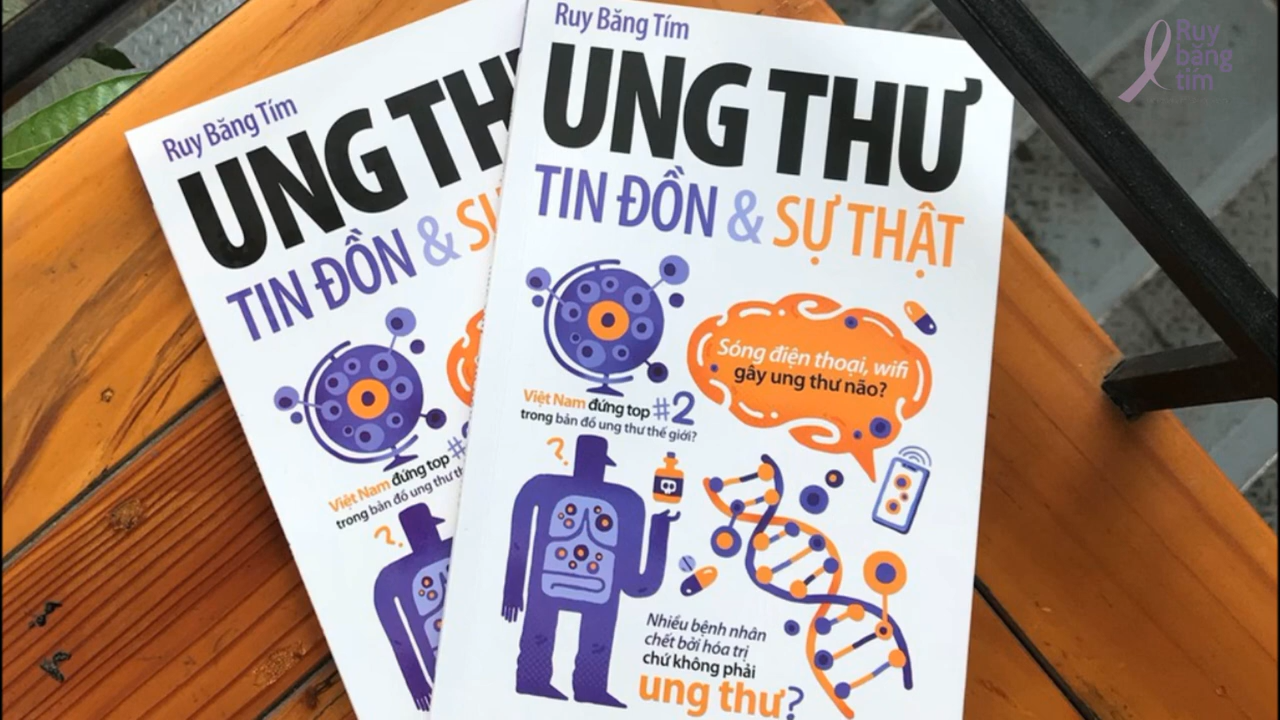 Ruy Băng Tím
UNG THƯ
TIN ĐỒN & SỰ THẬT
Sóng điện thoại, wifi
gây ung thư não?
Việt Nam đứng top #2
trong bản đồ ung thư thế giới?
Nhiều bệnh nhân
chết bởi hóa trị
chứ không phải
ung thư?
Ruy Băng Tím
UNG TH
TIN ĐỒN & S
Việt Nam đứng top #
trong bản đồ ung thư th
Ruy
băng
tím